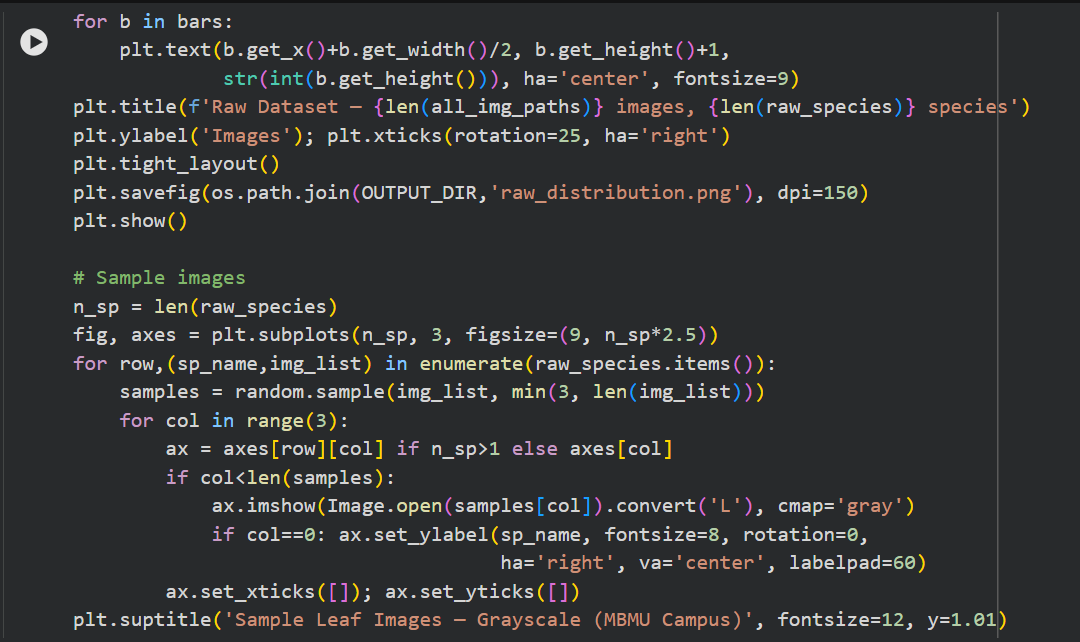 for b in bars:
    plt.text(b.get_x()+b.get_width()/2, b.get_height()+1,
             str(int(b.get_height())), ha='center', fontsize=9)
plt.title(f'Raw Dataset — {len(all_img_paths)} images, {len(raw_species)} species')
plt.ylabel('Images'); plt.xticks(rotation=25, ha='right')
plt.tight_layout()
plt.savefig(os.path.join(OUTPUT_DIR,'raw_distribution.png'), dpi=150)
plt.show()

# Sample images
n_sp = len(raw_species)
fig, axes = plt.subplots(n_sp, 3, figsize=(9, n_sp*2.5))
for row,(sp_name,img_list) in enumerate(raw_species.items()):
    samples = random.sample(img_list, min(3, len(img_list)))
    for col in range(3):
        ax = axes[row][col] if n_sp>1 else axes[col]
        if col<len(samples):
            ax.imshow(Image.open(samples[col]).convert('L'), cmap='gray')
            if col==0: ax.set_ylabel(sp_name, fontsize=8, rotation=0,
                                     ha='right', va='center', labelpad=60)
        ax.set_xticks([]); ax.set_yticks([])
plt.suptitle('Sample Leaf Images — Grayscale (MBMU Campus)', fontsize=12, y=1.01)